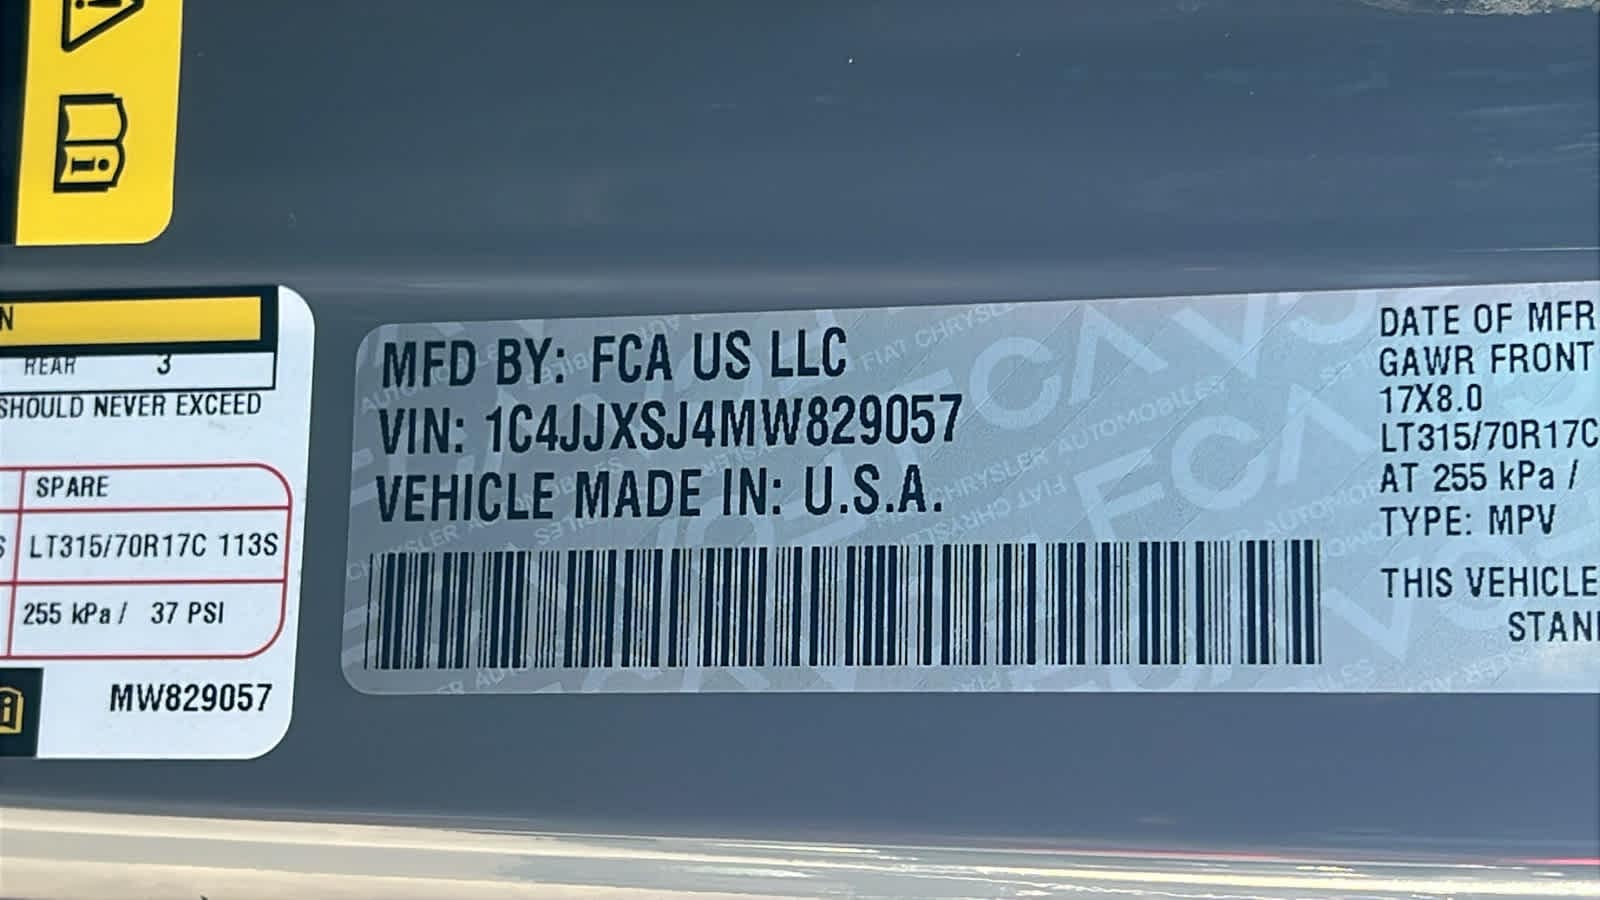 N
REAR 3
SHOULD NEVER EXCEED
SPARE
S LT315/70R17C 113S
255 kPa / 37 PSI
MW829057
MFD BY: FCA US LLC
VIN: 1C4JJXSJ4MW829057
VEHICLE MADE IN: U.S.A.
DATE OF MFR
GAWR FRONT
17X8.0
LT315/70R17C
AT 255 kPa /
TYPE: MPV
THIS VEHICLE
STAN